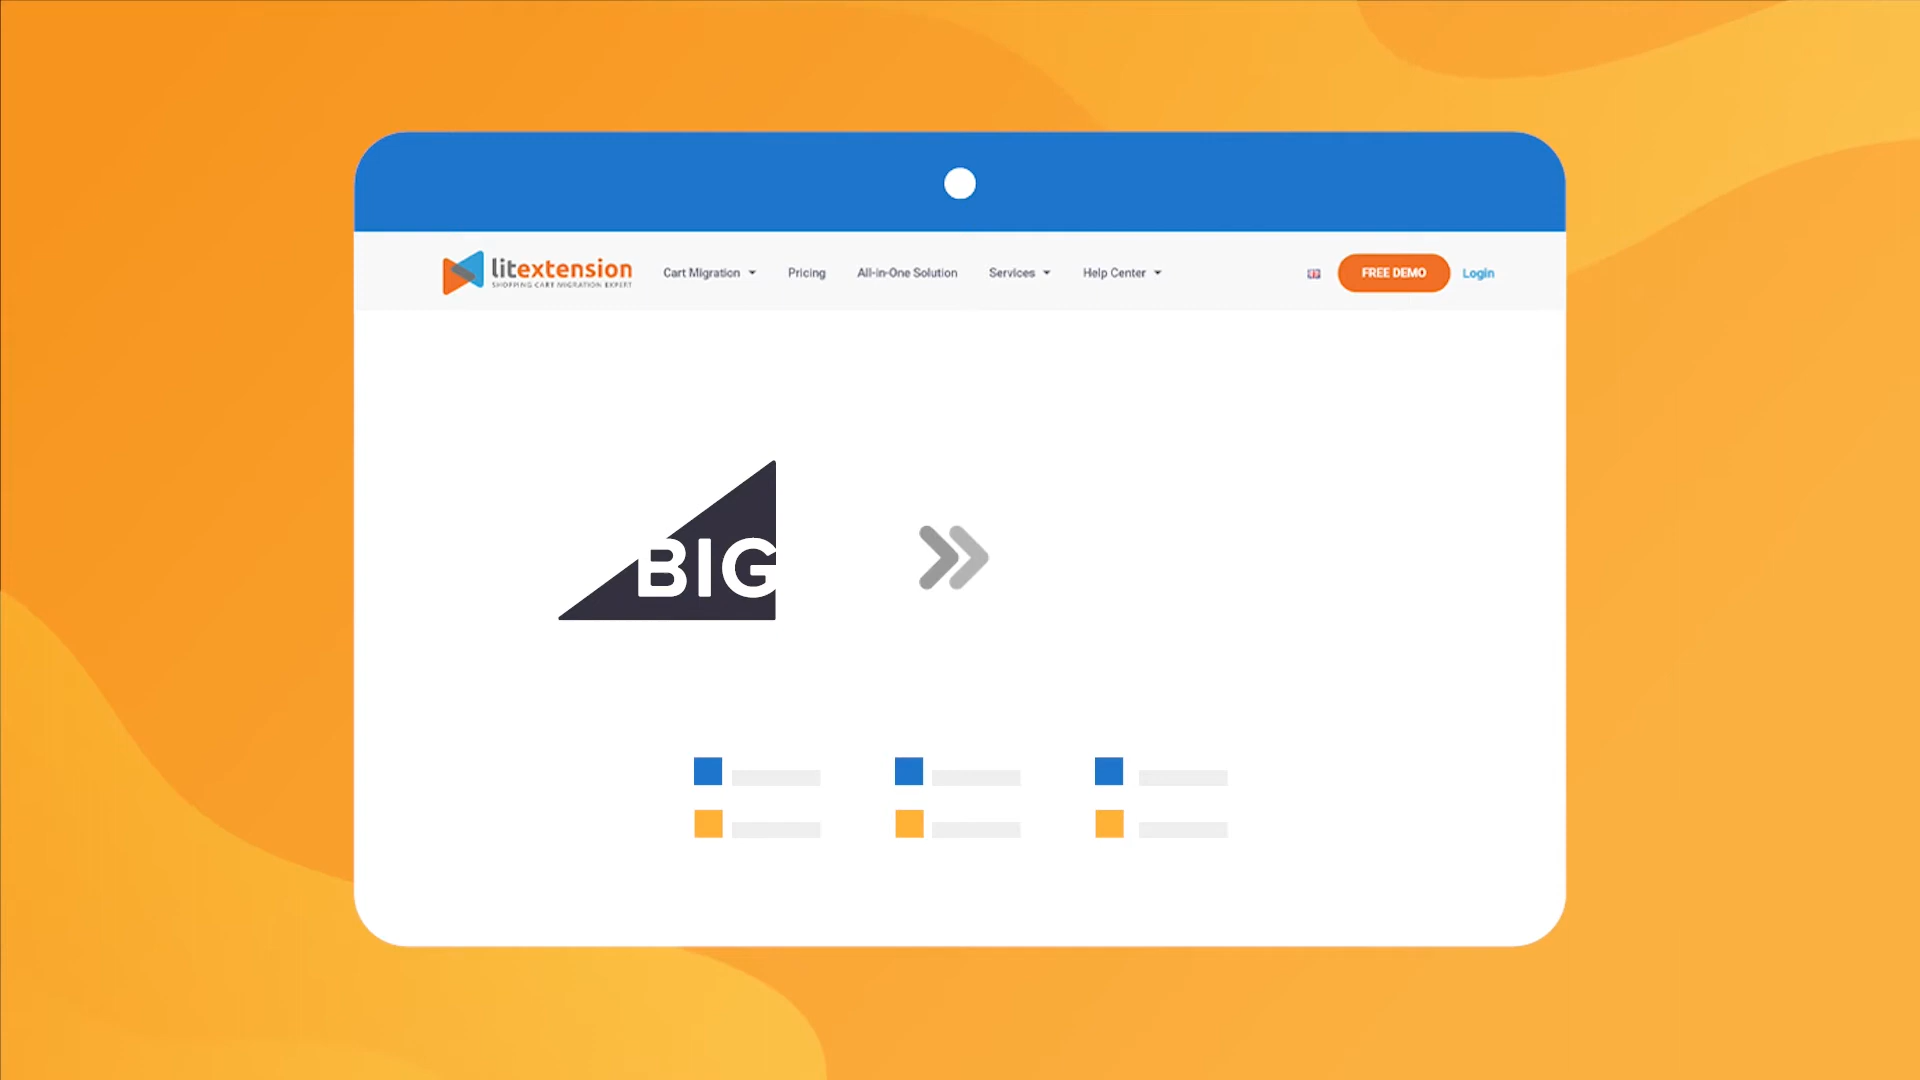 litextension
SHOPPING CART MIGRATION EXPERT
Cart Migration Pricing All-in-One Solution Services Help Center FREE DEMO Login
BIG